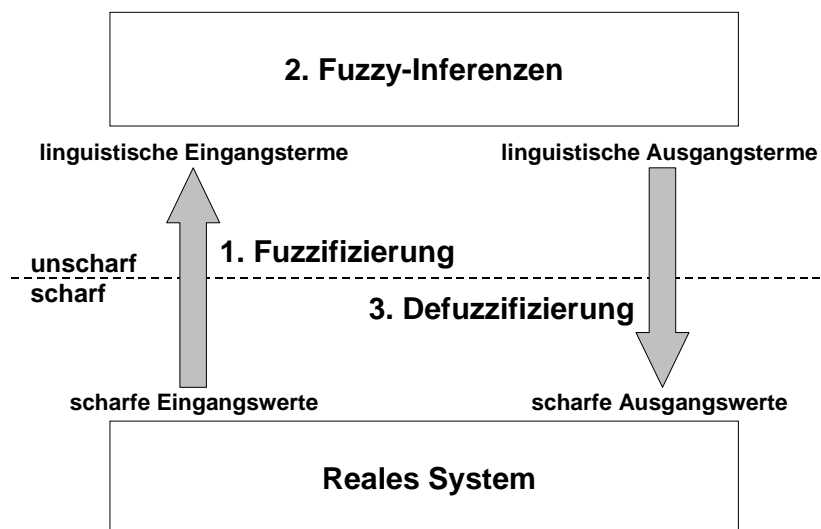 2. Fuzzy-Inferenzen
linguistische Eingangsterme
linguistische Ausgangsterme
1. Fuzzifizierung
unscharf
scharf
3. Defuzzifizierung
scharfe Eingangswerte
scharfe Ausgangswerte
Reales System